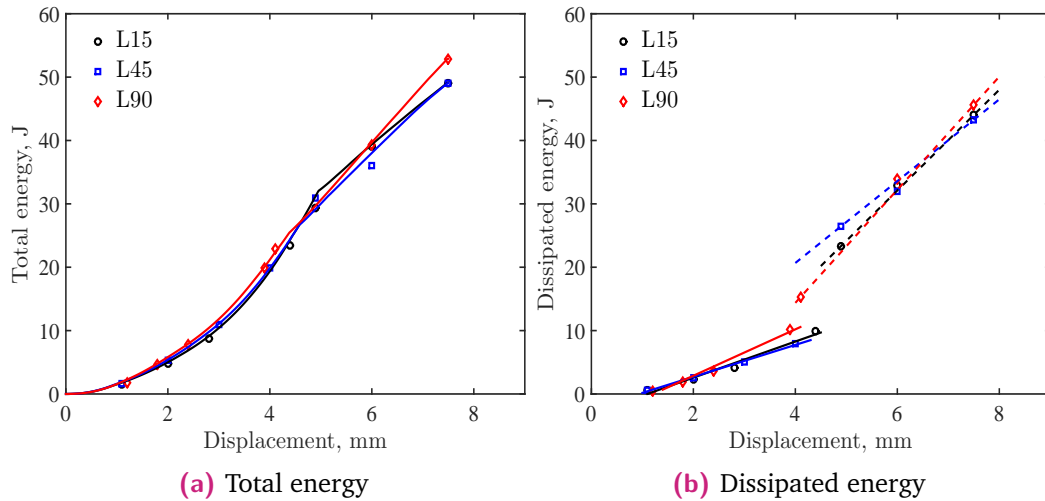 60
50
40
30
20
10
0
0 2 4 6 8
Total energy, J
Displacement, mm
L15
L45
L90
(a) Total energy
60
50
40
30
20
10
0
0 2 4 6 8
Dissipated energy, J
Displacement, mm
L15
L45
L90
(b) Dissipated energy